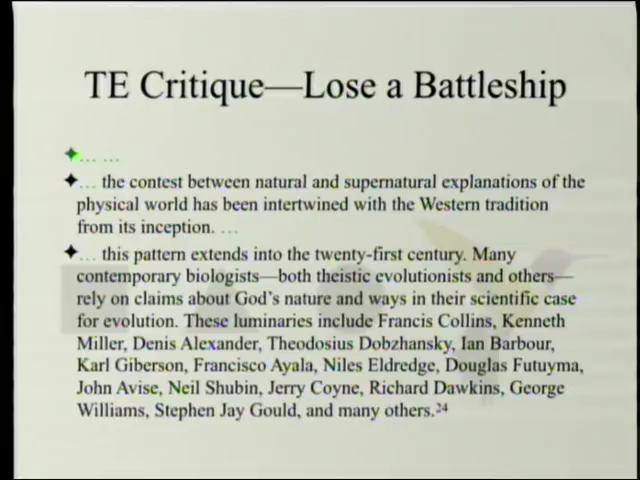 TE Critique—Lose a Battleship
… …
… the contest between natural and supernatural explanations of the
physical world has been intertwined with the Western tradition
from its inception. …
… this pattern extends into the twenty-first century. Many
contemporary biologists—both theistic evolutionists and others—
rely on claims about God's nature and ways in their scientific case
for evolution. These luminaries include Francis Collins, Kenneth
Miller, Denis Alexander, Theodosius Dobzhansky, Ian Barbour,
Karl Giberson, Francisco Ayala, Niles Eldredge, Douglas Futuyma,
John Avise, Neil Shubin, Jerry Coyne, Richard Dawkins, George
Williams, Stephen Jay Gould, and many others.24